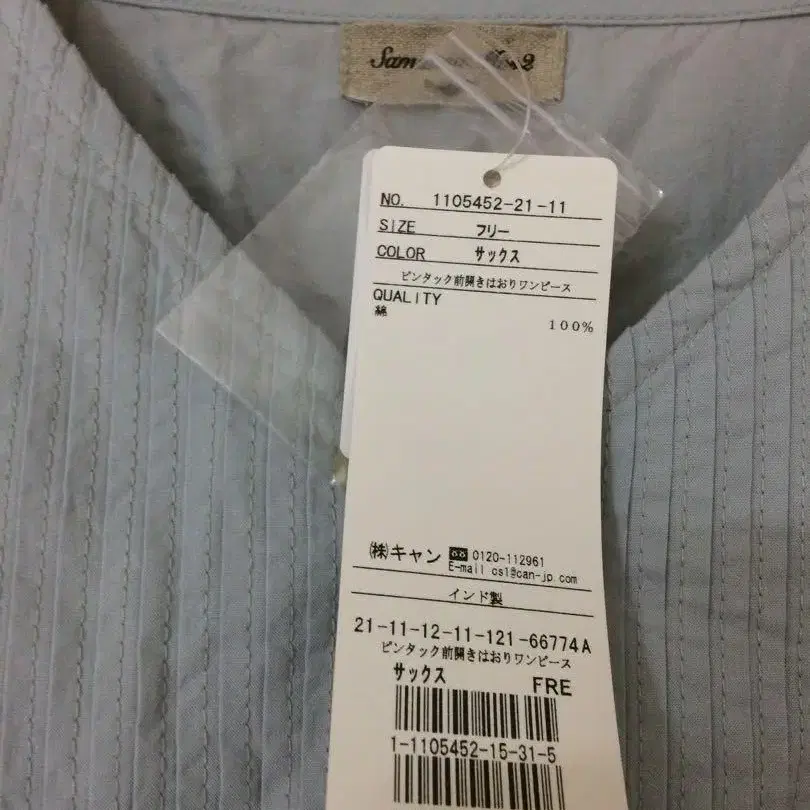 Sam
2
NO. 1105452-21-11
SIZE フリー
COLOR サックス
ピンタック前開きはおりワンピース
QUALITY
綿
100%
㈱キャン 0120-112961
E-mail cs1@can-jp.com
インド製
21-11-12-11-121-66774A
ピンタック前開きはおりワンピース
サックス
FRE
1-1105452-15-31-5